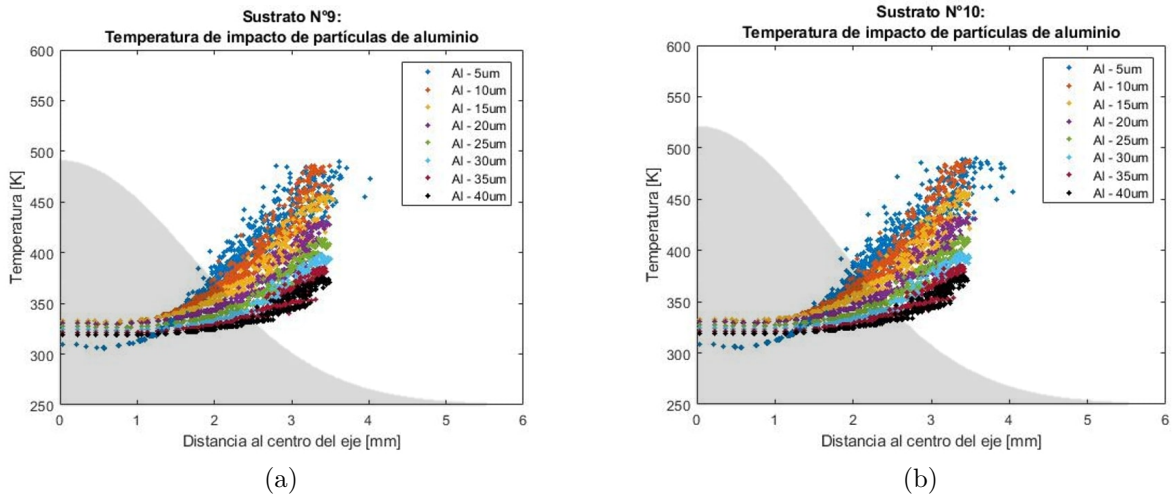 Sustrato N°9:
Temperatura de impacto de partículas de aluminio
600
550
500
450
400
350
300
250
Temperatura [K]
0 1 2 3 4 5 6
Distancia al centro del eje [mm]
Al - 5um
Al - 10um
Al - 15um
Al - 20um
Al - 25um
Al - 30um
Al - 35um
Al - 40um
(a)
Sustrato N°10:
Temperatura de impacto de partículas de aluminio
600
550
500
450
400
350
300
250
Temperatura [K]
0 1 2 3 4 5 6
Distancia al centro del eje [mm]
Al - 5um
Al - 10um
Al - 15um
Al - 20um
Al - 25um
Al - 30um
Al - 35um
Al - 40um
(b)